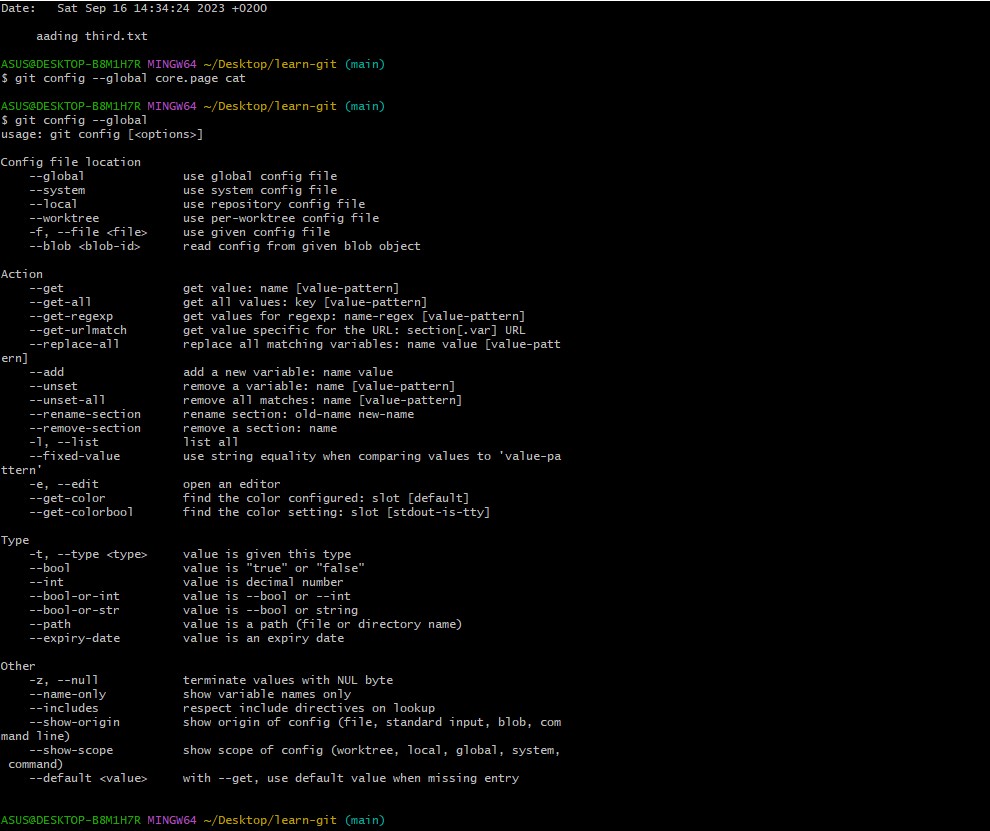 Date:   Sat Sep 16 14:34:24 2023 +0200
aading third.txt
ASUS@DESKTOP-B8M1H7R MINGW64 ~/Desktop/learn-git (main)
$ git config --global core.page cat
ASUS@DESKTOP-B8M1H7R MINGW64 ~/Desktop/learn-git (main)
$ git config --global
usage: git config [<options>]
Config file location
    --global              use global config file
    --system              use system config file
    --local               use repository config file
    --worktree            use per-worktree config file
    -f, --file <file>     use given config file
    --blob <blob-id>      read config from given blob object
Action
    --get                 get value: name [value-pattern]
    --get-all             get all values: key [value-pattern]
    --get-regexp          get values for regexp: name-regex [value-pattern]
    --get-urlmatch        get value specific for the URL: section[.var] URL
    --replace-all         replace all matching variables: name value [value-patt
ern]
    --add                 add a new variable: name value
    --unset               remove a variable: name [value-pattern]
    --unset-all           remove all matches: name [value-pattern]
    --rename-section      rename section: old-name new-name
    --remove-section      remove a section: name
    -l, --list            list all
    --fixed-value         use string equality when comparing values to 'value-pa
ttern'
    -e, --edit            open an editor
    --get-color           find the color configured: slot [default]
    --get-colorbool       find the color setting: slot [stdout-is-tty]
Type
    -t, --type <type>     value is given this type
    --bool                value is "true" or "false"
    --int                 value is decimal number
    --bool-or-int         value is --bool or --int
    --bool-or-str         value is --bool or string
    --path                value is a path (file or directory name)
    --expiry-date         value is an expiry date
Other
    -z, --null            terminate values with NUL byte
    --name-only           show variable names only
    --includes            respect include directives on lookup
    --show-origin         show origin of config (file, standard input, blob, com
mand line)
    --show-scope          show scope of config (worktree, local, global, system,
 command)
    --default <value>     with --get, use default value when missing entry
ASUS@DESKTOP-B8M1H7R MINGW64 ~/Desktop/learn-git (main)